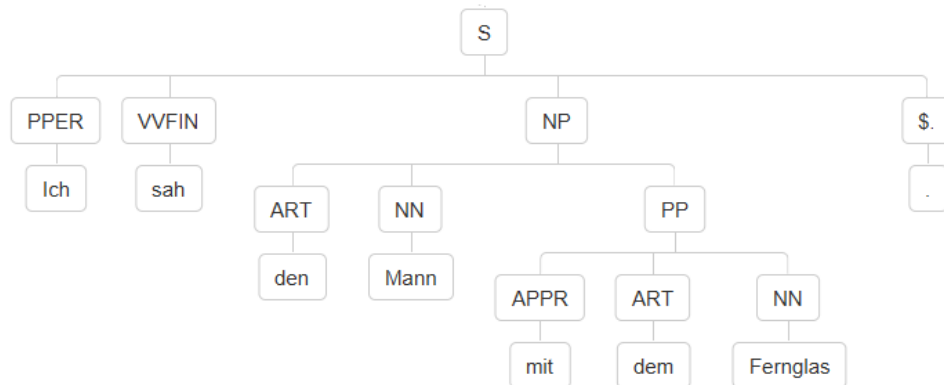 S
PPER VVFIN NP $.
Ich sah .
ART NN PP
den Mann
APPR ART NN
mit dem Fernglas